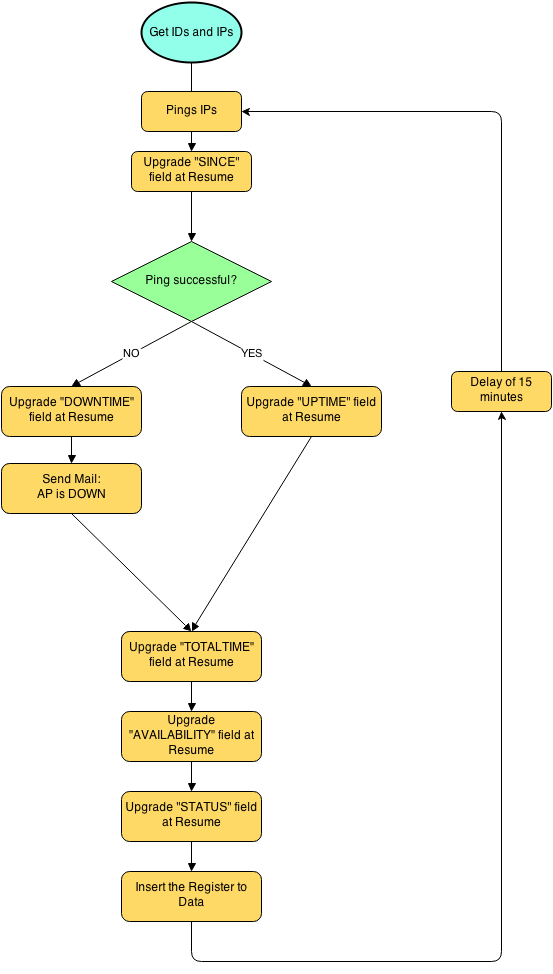 Get IDs and IPs
Pings IPs
Upgrade "SINCE"
field at Resume
Ping successful?
NO
YES
Upgrade "DOWNTIME"
field at Resume
Upgrade "UPTIME" field
at Resume
Delay of 15
minutes
Send Mail:
AP is DOWN
Upgrade "TOTALTIME"
field at Resume
Upgrade
"AVAILABILITY" field at
Resume
Upgrade "STATUS" field
at Resume
Insert the Register to
Data